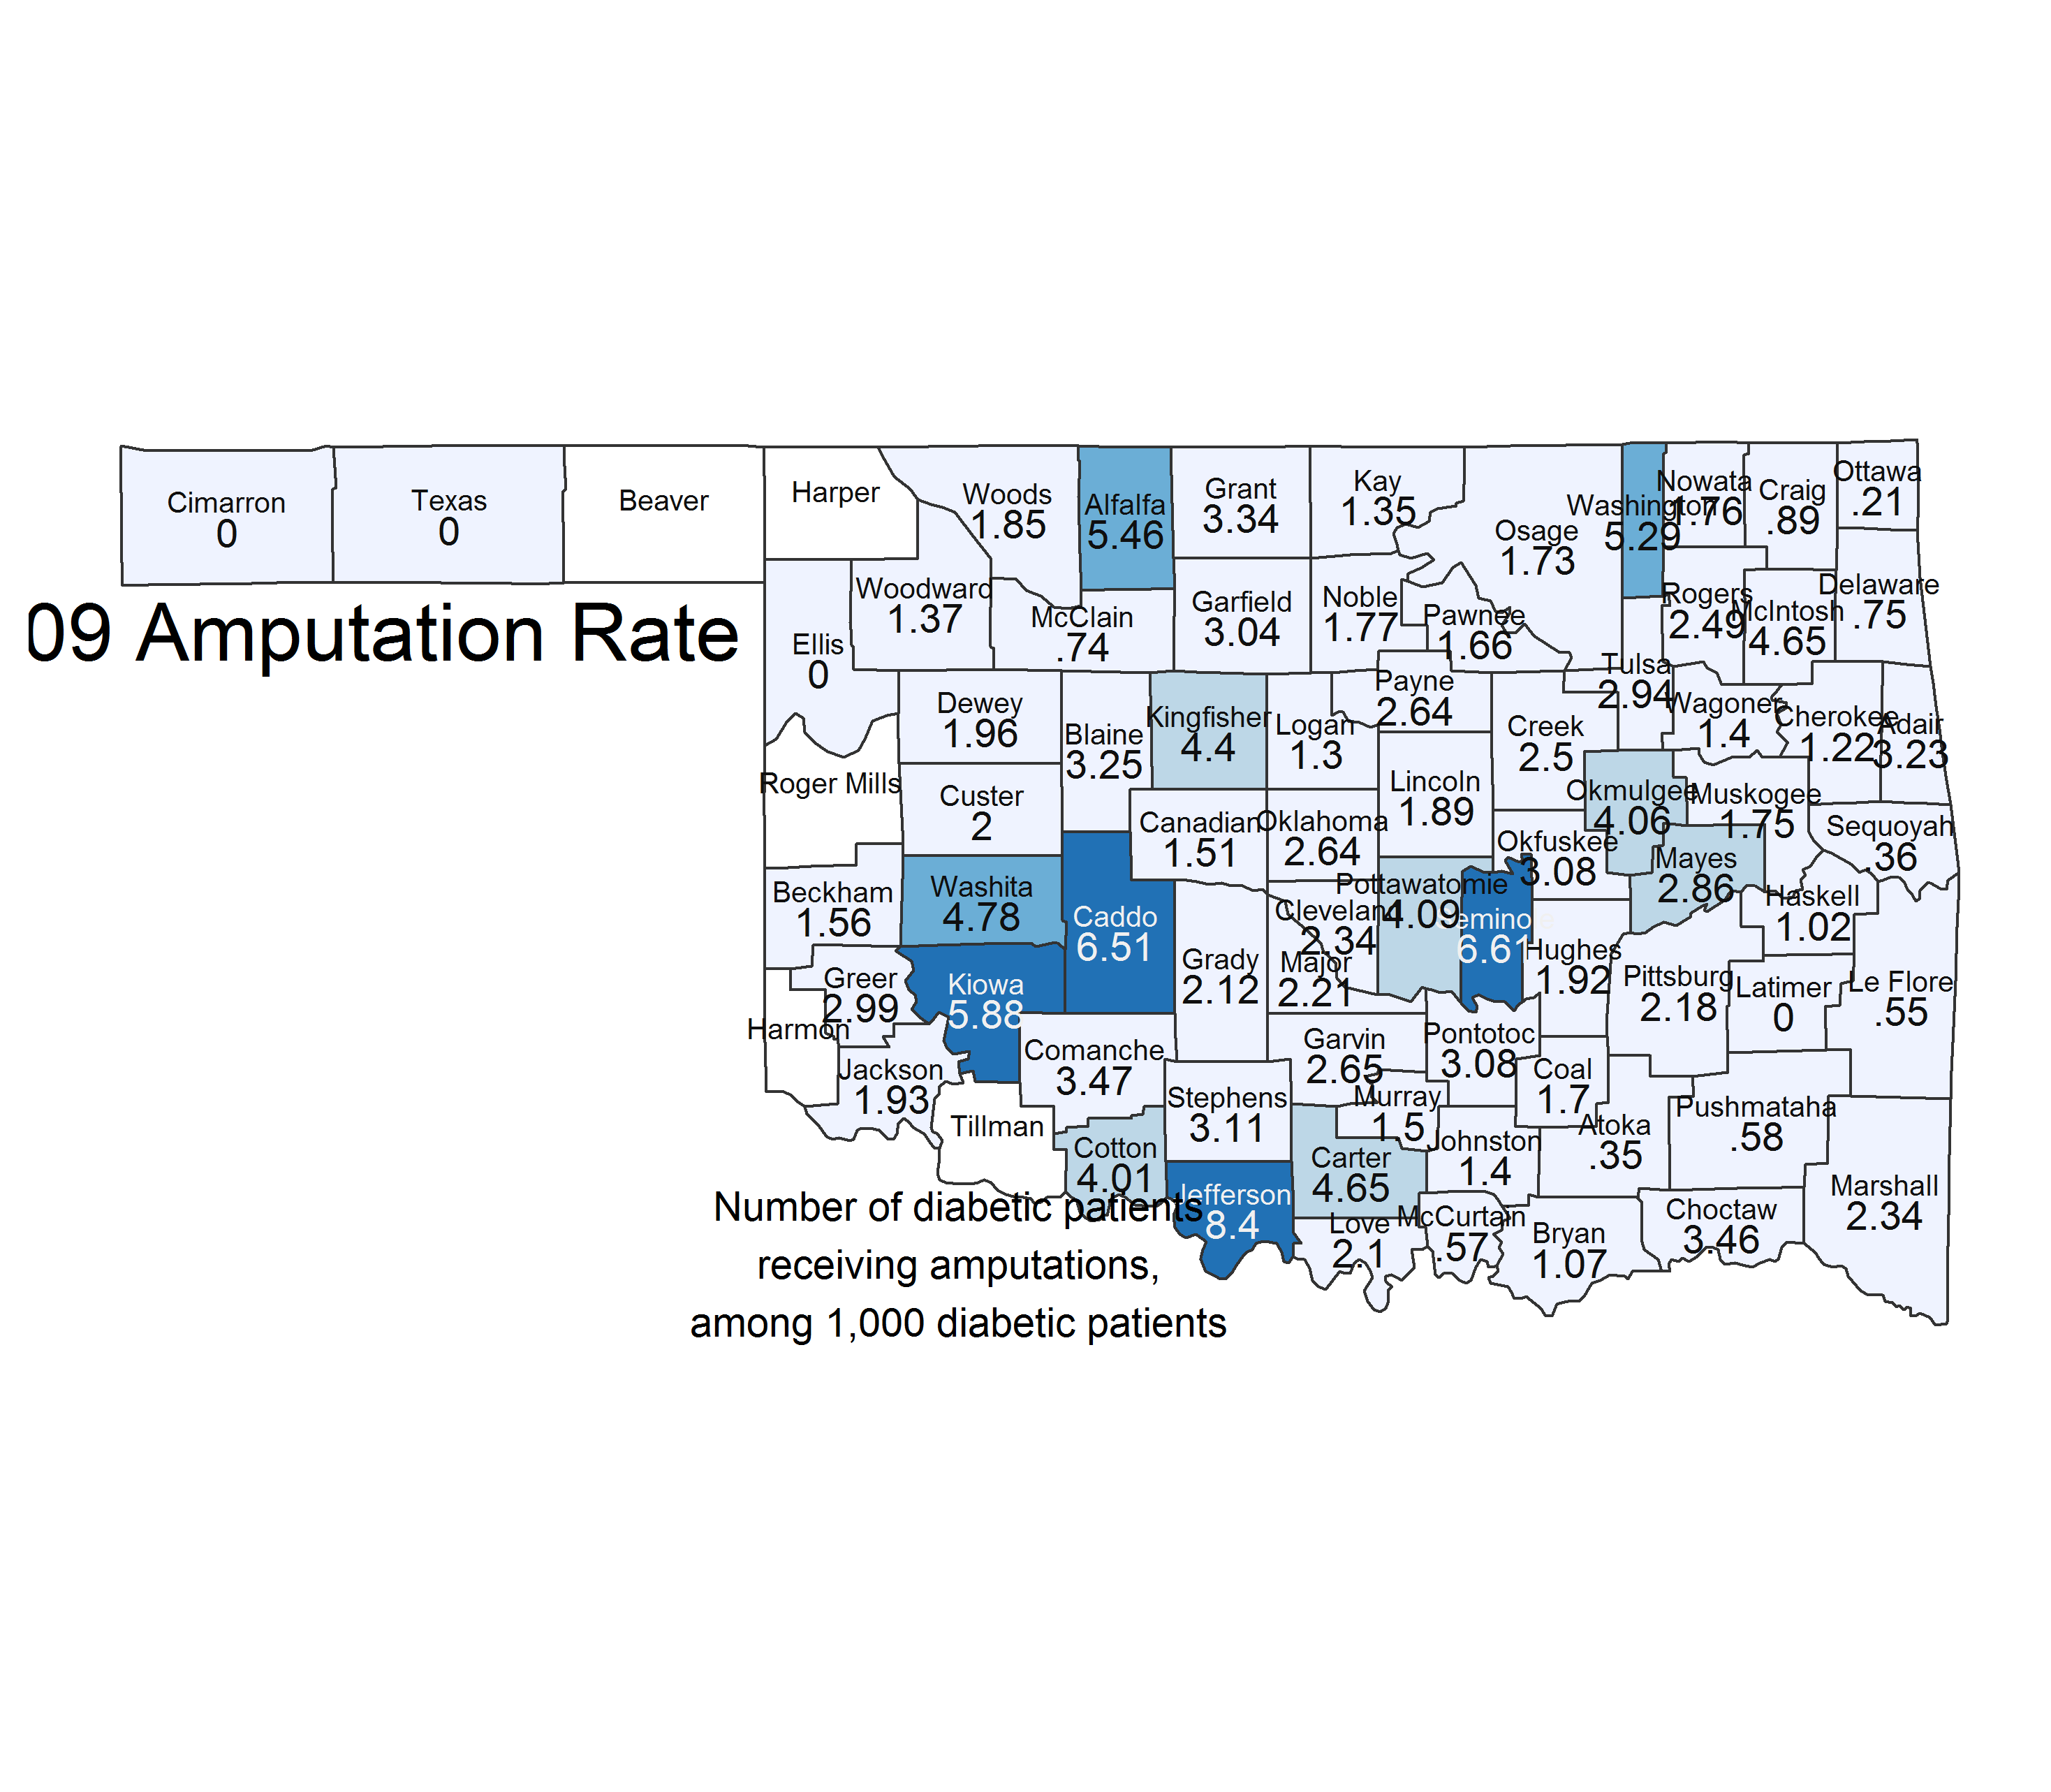 Cimarron
0
Texas
0
Beaver
Harper
Woods
1.85
Alfalfa
5.46
Grant
3.34
Kay
1.35
Osage
1.73
Washington
5.29
Nowata
1.76
Craig
.89
Ottawa
.21
09 Amputation Rate
Ellis
0
Woodward
1.37
McClain
.74
Garfield
3.04
Noble
1.77
Pawnee
1.66
Rogers
2.49
McIntosh
4.65
Delaware
.75
Tulsa
2.94
Dewey
1.96
Blaine
3.25
Kingfisher
4.4
Logan
1.3
Payne
2.64
Creek
2.5
Wagoner
1.4
Cherokee
1.22
Adair
3.23
Roger Mills
Custer
2
Canadian
1.51
Oklahoma
2.64
Lincoln
1.89
Okmulgee
4.06
Muskogee
1.75
Sequoyah
.36
Okfuskee
3.08
Mayes
2.86
Beckham
1.56
Washita
4.78
Caddo
6.51
Pottawatomie
4.09
Cleveland
2.34
Seminole
6.61
Haskell
1.02
Hughes
1.92
Grady
2.12
Major
2.21
Greer
2.99
Kiowa
5.88
Pittsburg
2.18
Latimer
0
Le Flore
.55
Harmon
Jackson
1.93
Comanche
3.47
Garvin
2.65
Pontotoc
3.08
Coal
1.7
Stephens
3.11
Murray
1.5
Atoka
.35
Pushmataha
.58
Tillman
Cotton
4.01
Carter
4.65
Johnston
1.4
Marshall
2.34
Jefferson
8.4
Love
2.1
McCurtain
.57
Bryan
1.07
Choctaw
3.46
Number of diabetic patients
receiving amputations,
among 1,000 diabetic patients